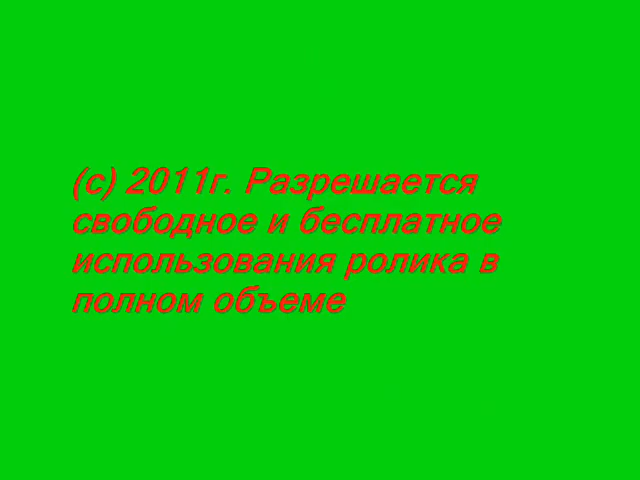 (с) 2011г. Разрешается
свободное и бесплатное
использования ролика в
полном объеме